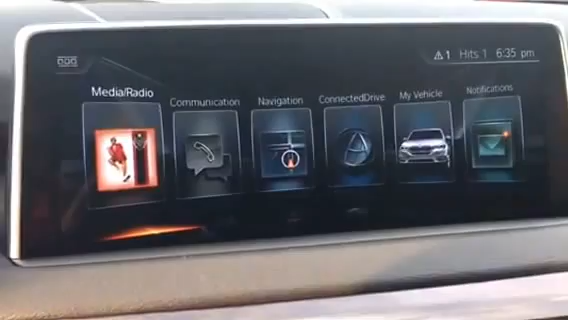 1 Hits 1 6:35 pm
Media/Radio
Communication
Navigation
ConnectedDrive
My Vehicle
Notifications